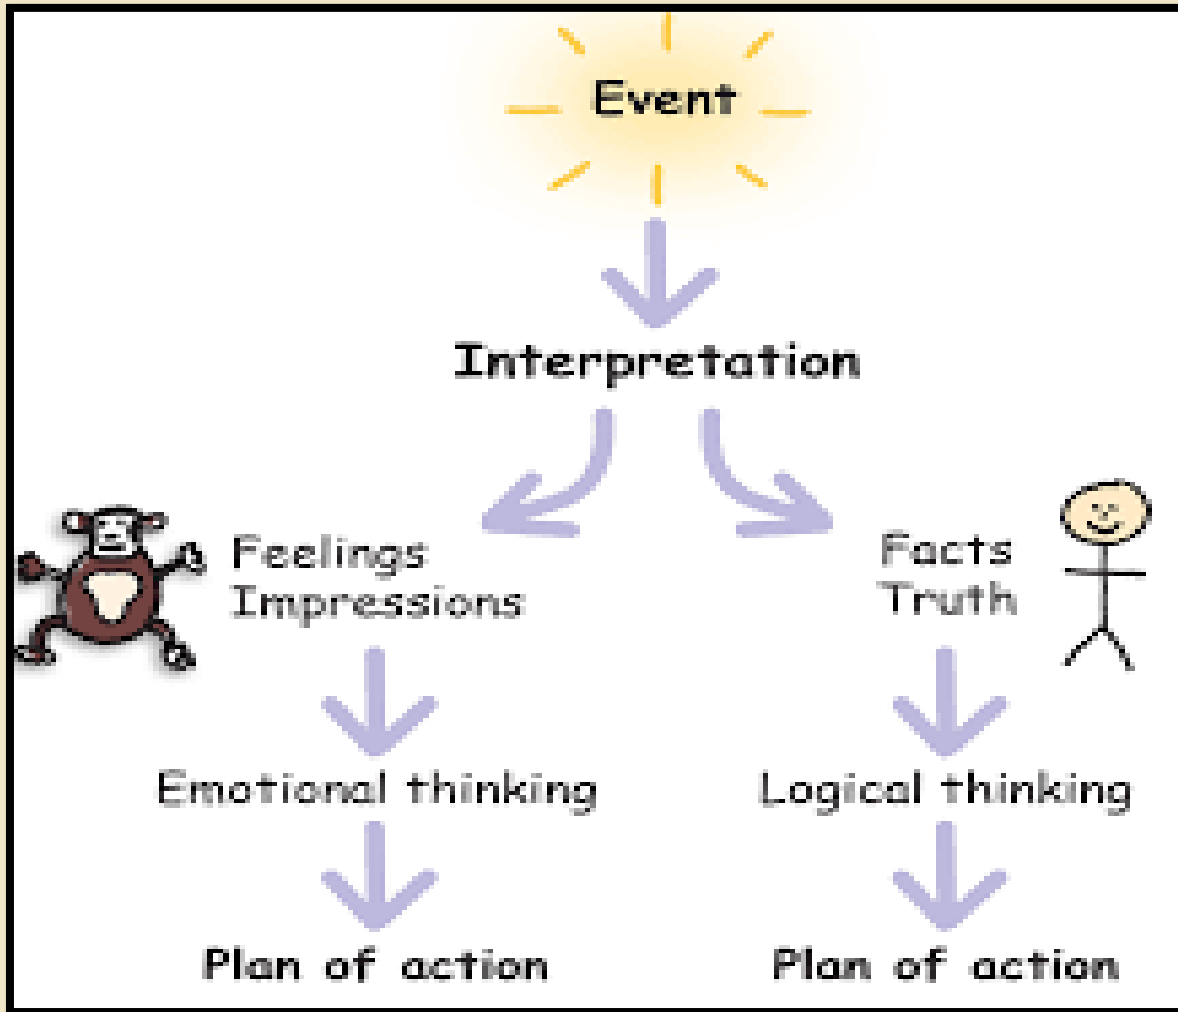 Event
Interpretation
Feelings
Impressions
Facts
Truth
Emotional thinking
Logical thinking
Plan of action
Plan of action